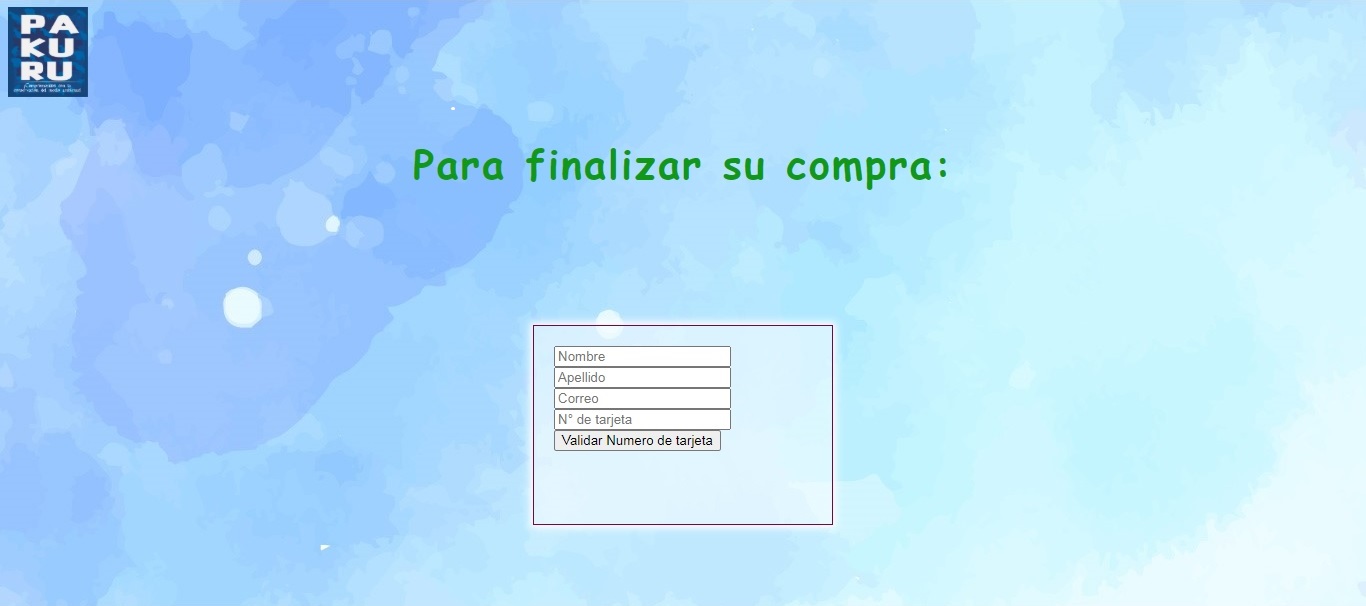 PA
KU
RU
Para finalizar su compra:
Nombre
Apellido
Correo
N° de tarjeta
Validar Numero de tarjeta